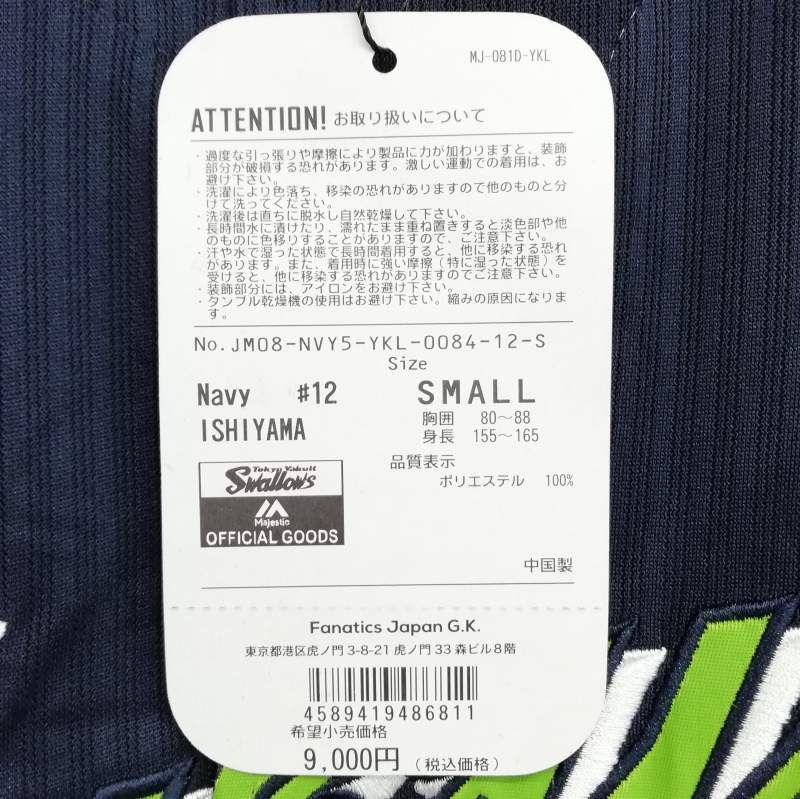 MJ-081D-YKL
ATTENTION! お取り扱いについて
・過度な引っ張りや摩擦により製品に力が加わりますと、装飾
部分が破損する恐れがあります。激しい運動での着用は、お
避け下さい。
・洗濯により色落ち、移染の恐れがありますので他のものと分
けて洗ってください。
・洗濯後は直ちに脱水し自然乾燥して下さい。
・長時間水に漬けたり、濡れたまま重ね置きすると淡色部や他
のものに色移りすることがありますので、ご注意下さい。
・汗や水で湿った状態で長時間着用すると、他に移染する恐れ
があります。また、着用時に強い摩擦（特に湿った状態）を
受けると、他に移染することがありますのでご注意下さい。
・装飾部分には、アイロンをお避け下さい。
・タンブル乾燥機の使用はお避け下さい。縮みの原因になりま
す。
No.JM08-NVY5-YKL-0084-12-S
Size
Navy #12 SMALL
ISHIYAMA 胸囲 80～88
身長 155～165
品質表示
ポリエステル 100%
Tokyo Yakult
Swallows
Majestic
OFFICIAL GOODS
中国製
Fanatics Japan G.K.
東京都港区虎ノ門 3-8-21 虎ノ門 33 森ビル8階
4589419486811
希望小売価格
9,000円（税込価格）